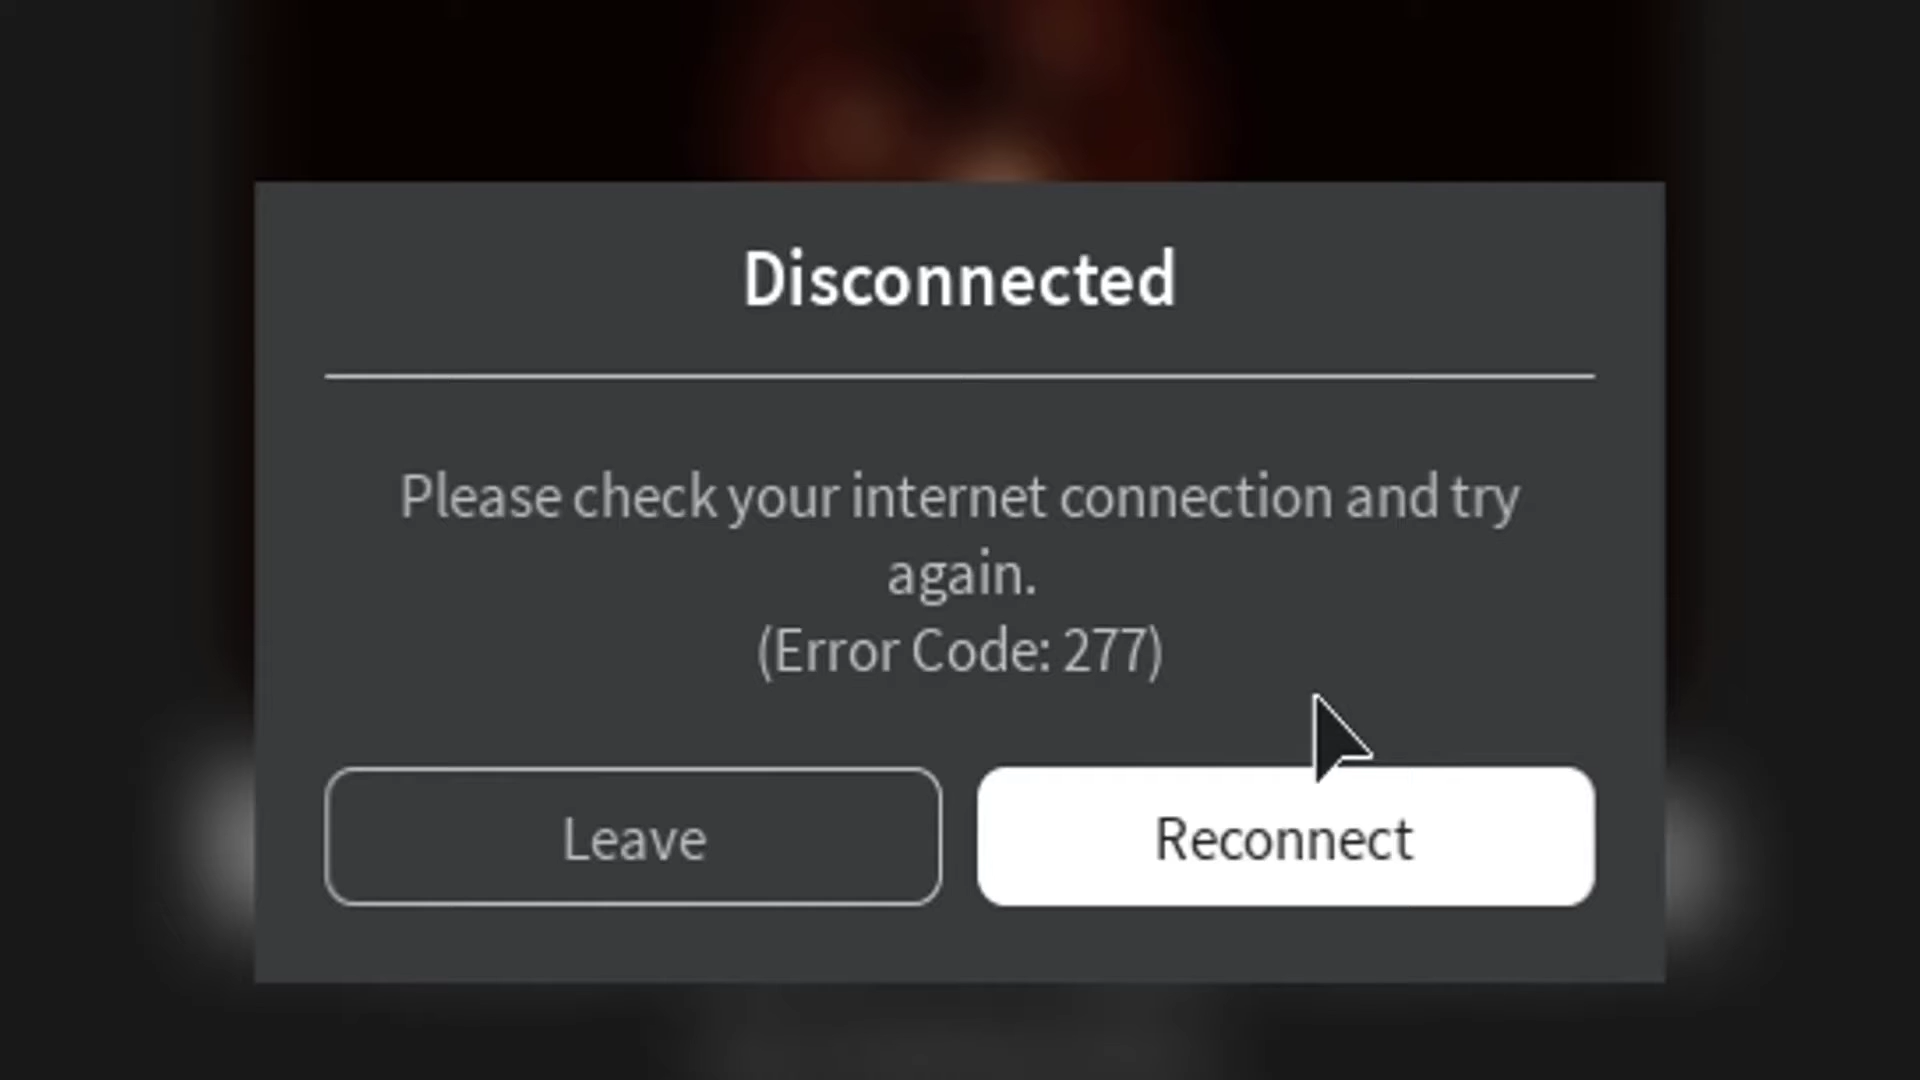 Disconnected
Please check your internet connection and try
again.
(Error Code: 277)
Leave
Reconnect